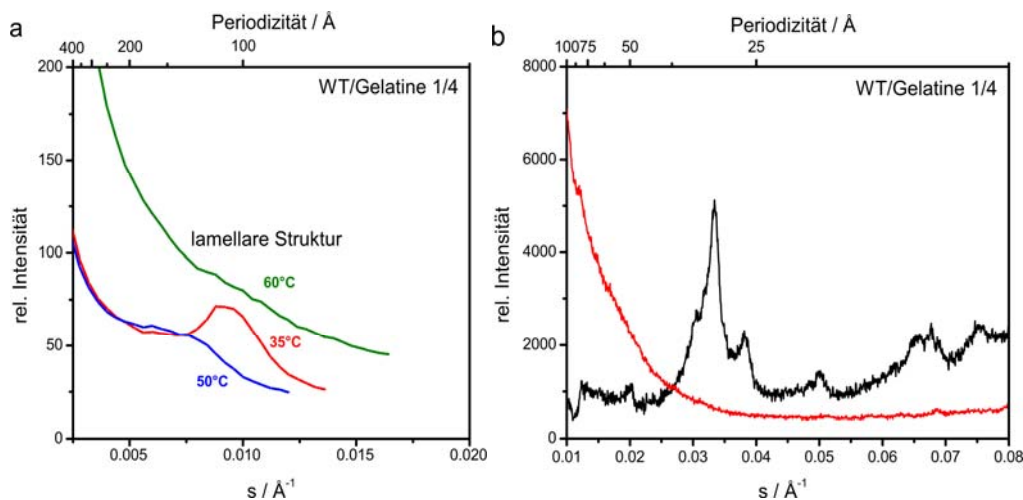 a
Periodizität / Å
400 200 100
200
150
100
50
0
rel. Intensität
WT/Gelatine 1/4
lamellare Struktur
60°C
35°C
50°C
0.005 0.010 0.015 0.020
s / Å-1
b
Periodizität / Å
10075 50 25
8000
6000
4000
2000
0
rel. Intensität
WT/Gelatine 1/4
0.01 0.02 0.03 0.04 0.05 0.06 0.07 0.08
s / Å-1